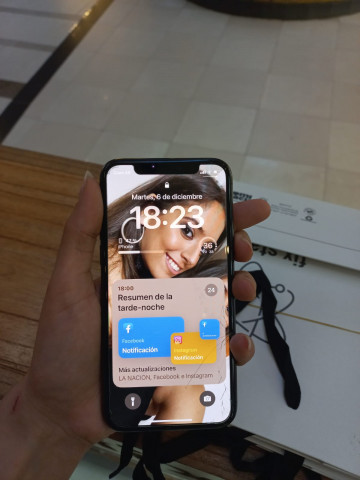 Martes, 6 de diciembre
18:23
iPhone
36
18:00
24
Resumen de la
tarde-noche
Facebook
Notificación
Instagram
Notificación
Más actualizaciones
LA NACIÓN, Facebook e Instagram
fix sta